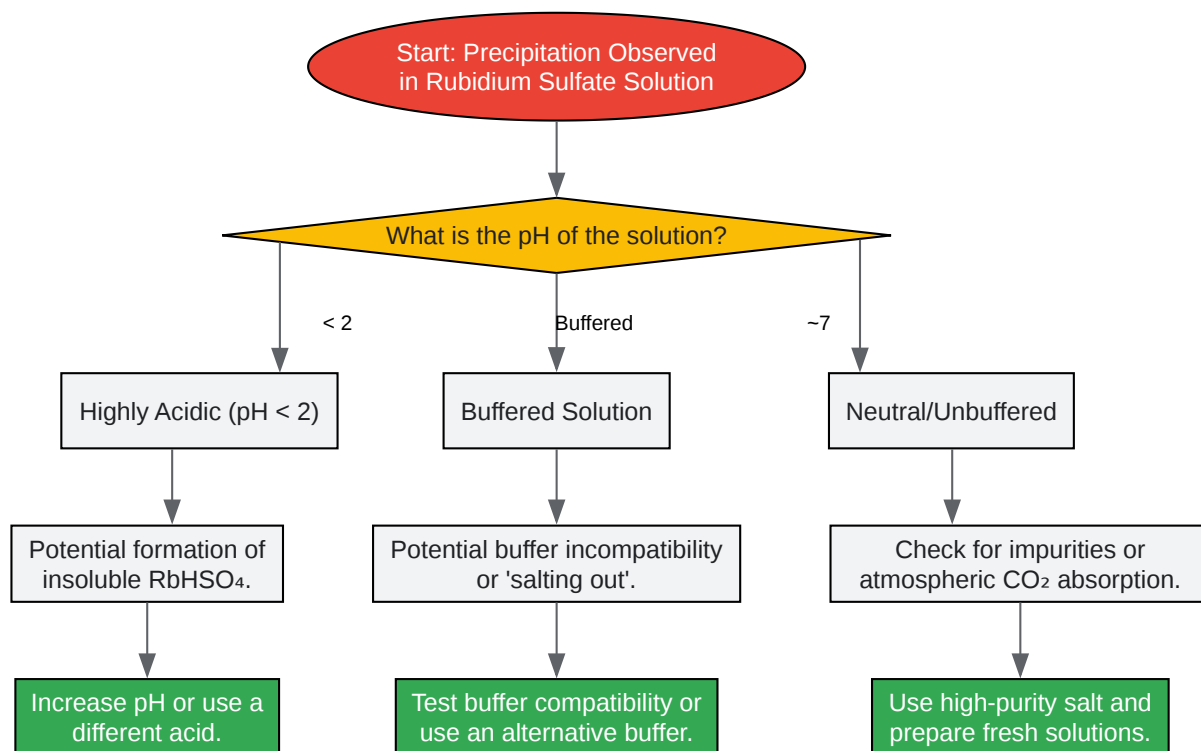 Start: Precipitation Observed
in Rubidium Sulfate Solution
What is the pH of the solution?
< 2
Buffered
~7
Highly Acidic (pH < 2)
Buffered Solution
Neutral/Unbuffered
Potential formation of
insoluble RbHSO₄.
Potential buffer incompatibility
or 'salting out'.
Check for impurities or
atmospheric CO₂ absorption.
Increase pH or use a
different acid.
Test buffer compatibility or
use an alternative buffer.
Use high-purity salt and
prepare fresh solutions.